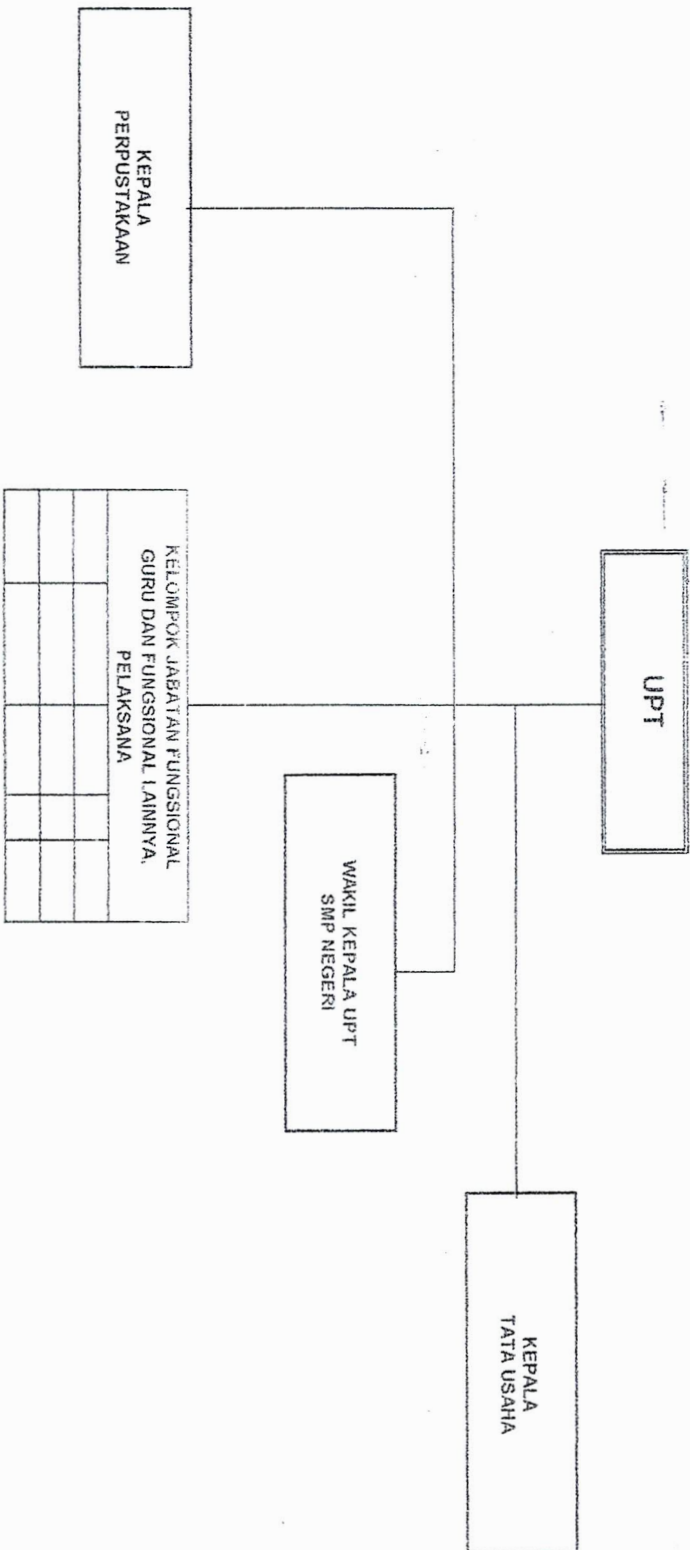 UPT
KEPALA
TATA USAHA
WAKIL KEPALA UPT
SMP NEGERI
KEPALA
PERPUSTAKAAN
KELOMPOK JABATAN FUNGSIONAL
GURU DAN FUNGSIONAL LAINNYA,
PELAKSANA